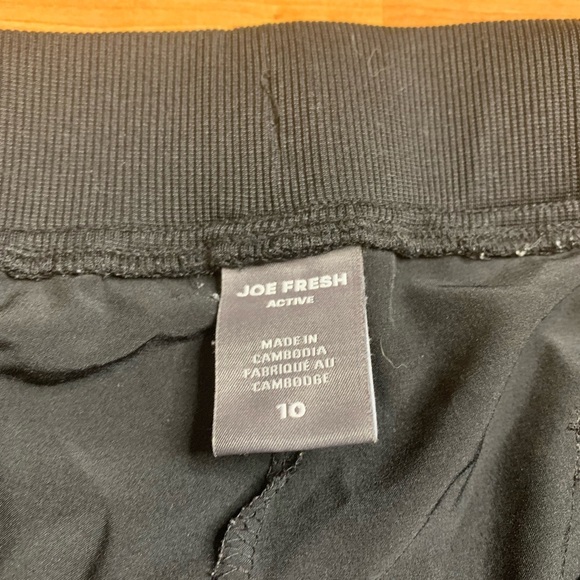 JOE FRESH
ACTIVE
MADE IN
CAMBODIA
FABRIQUÉ AU
CAMBODGE
10